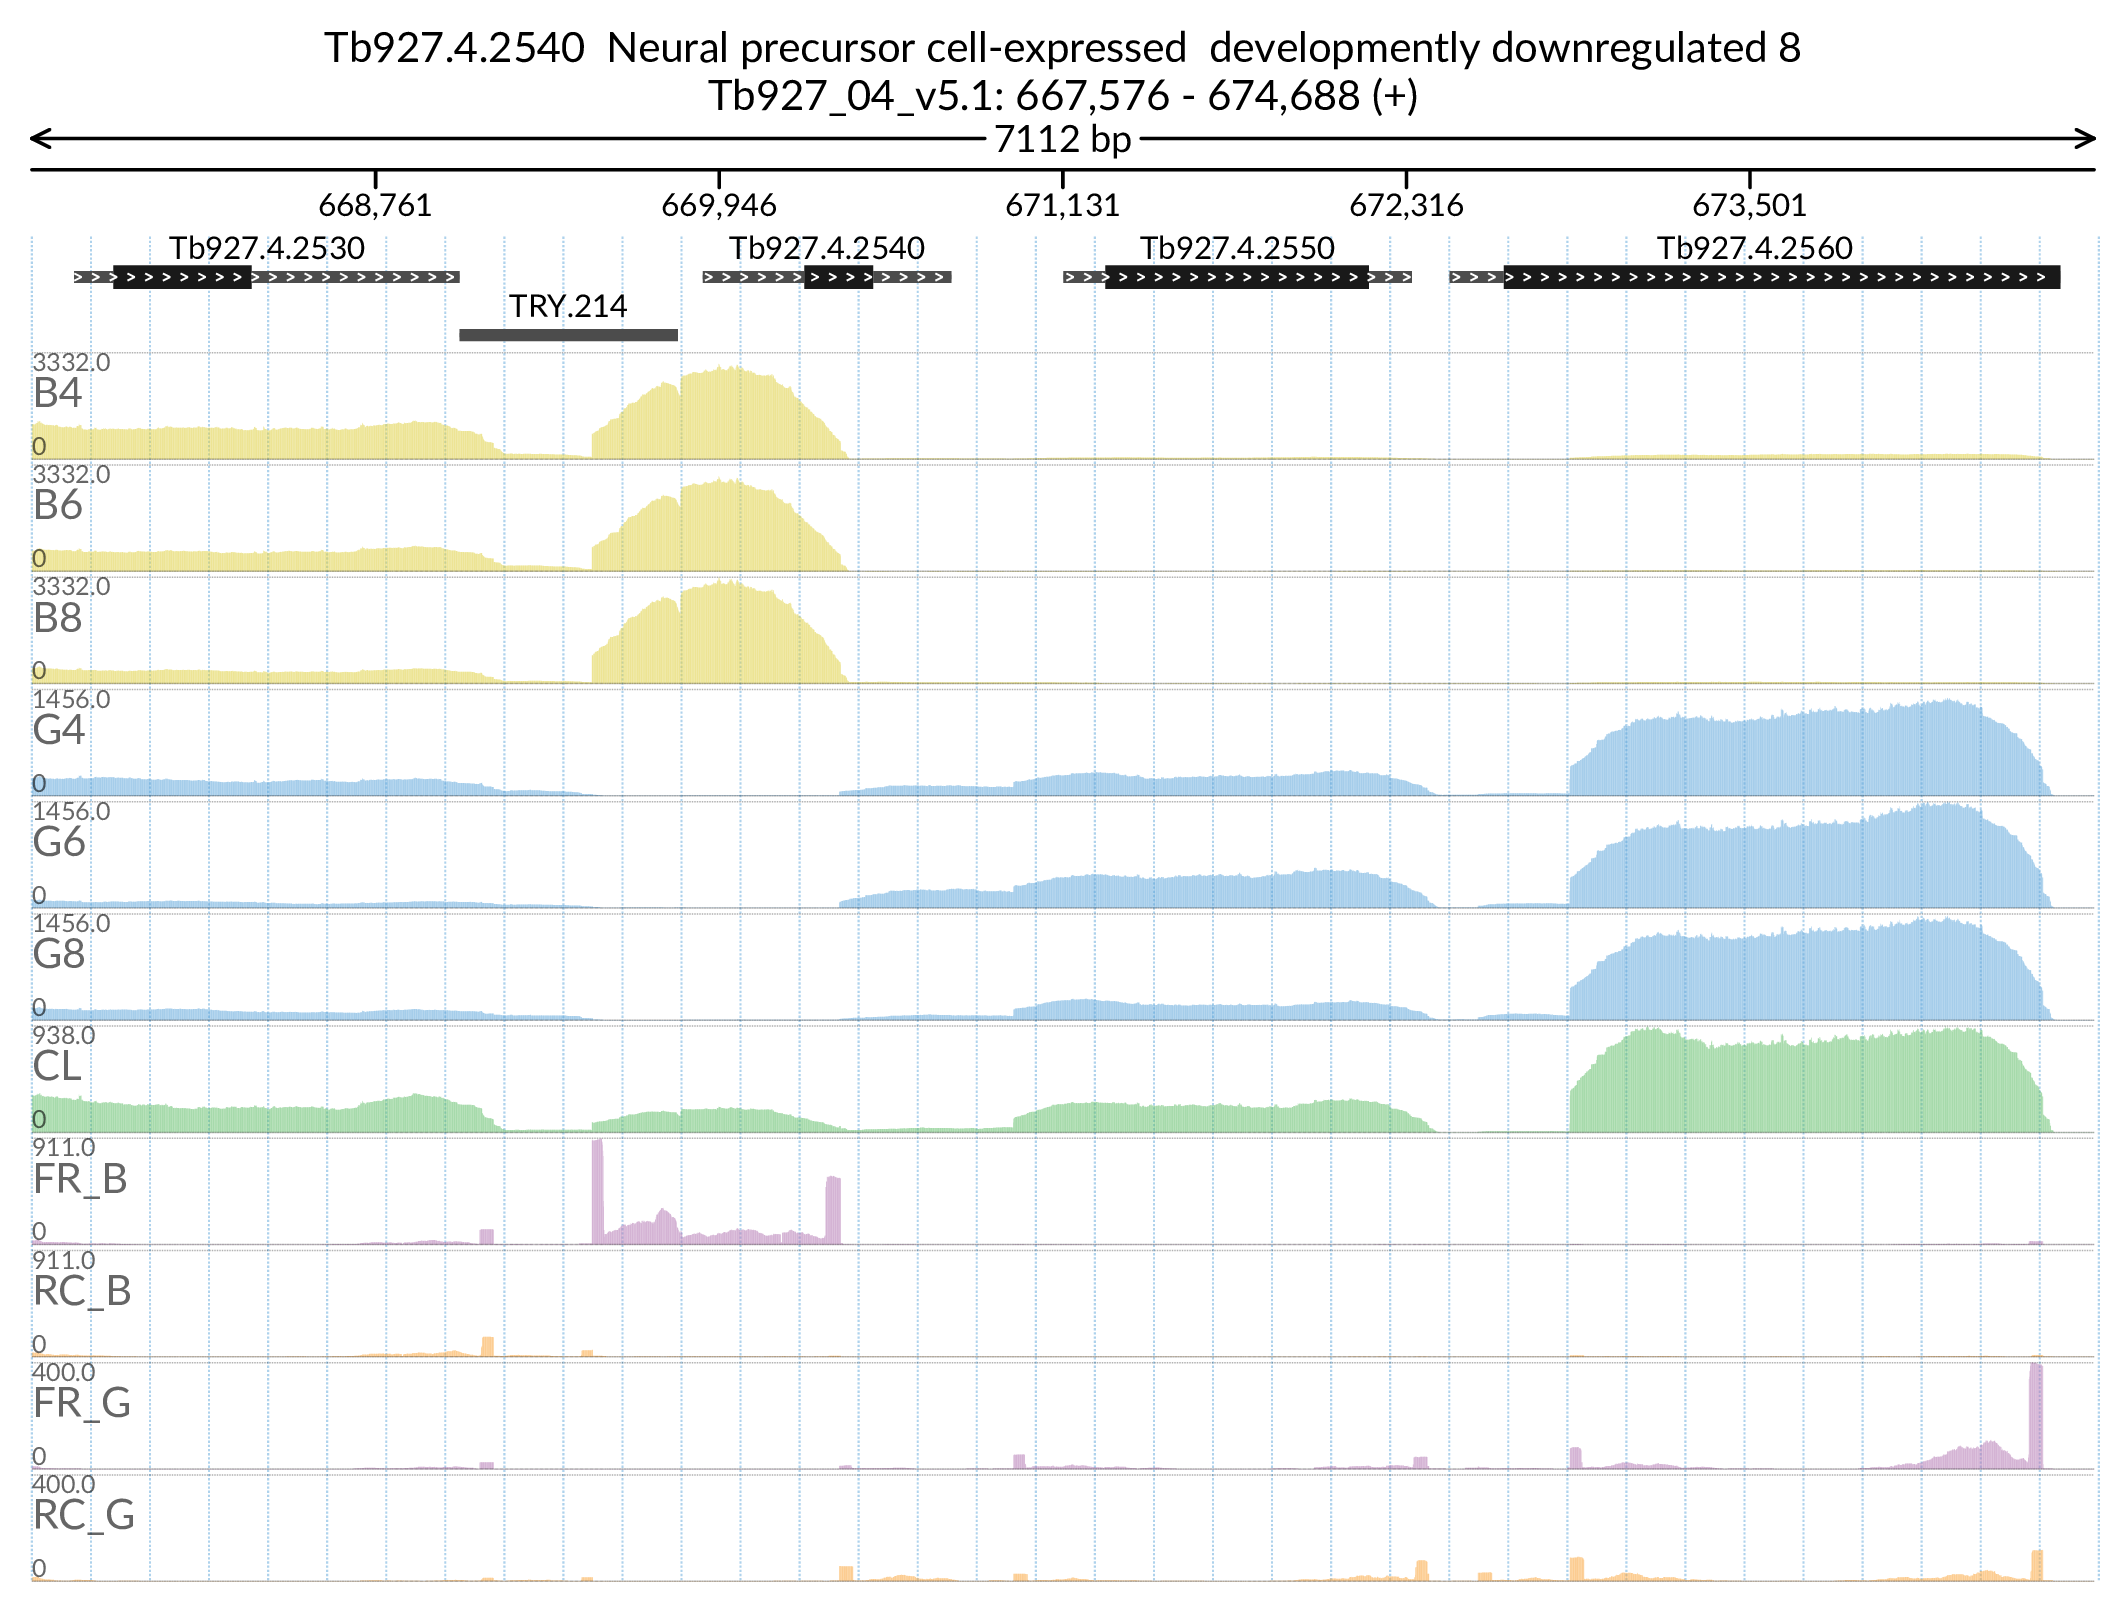 Tb927.4.2540  Neural precursor cell-expressed  developmently downregulated 8
Tb927_04_v5.1: 667,576 - 674,688 (+)
7112 bp
668,761 669,946 671,131 672,316 673,501
Tb927.4.2530 Tb927.4.2540 Tb927.4.2550 Tb927.4.2560
TRY.214
3332.0
B4
0
3332.0
B6
0
3332.0
B8
0
1456.0
G4
0
1456.0
G6
0
1456.0
G8
0
938.0
CL
0
911.0
FR_B
0
911.0
RC_B
0
400.0
FR_G
0
400.0
RC_G
0